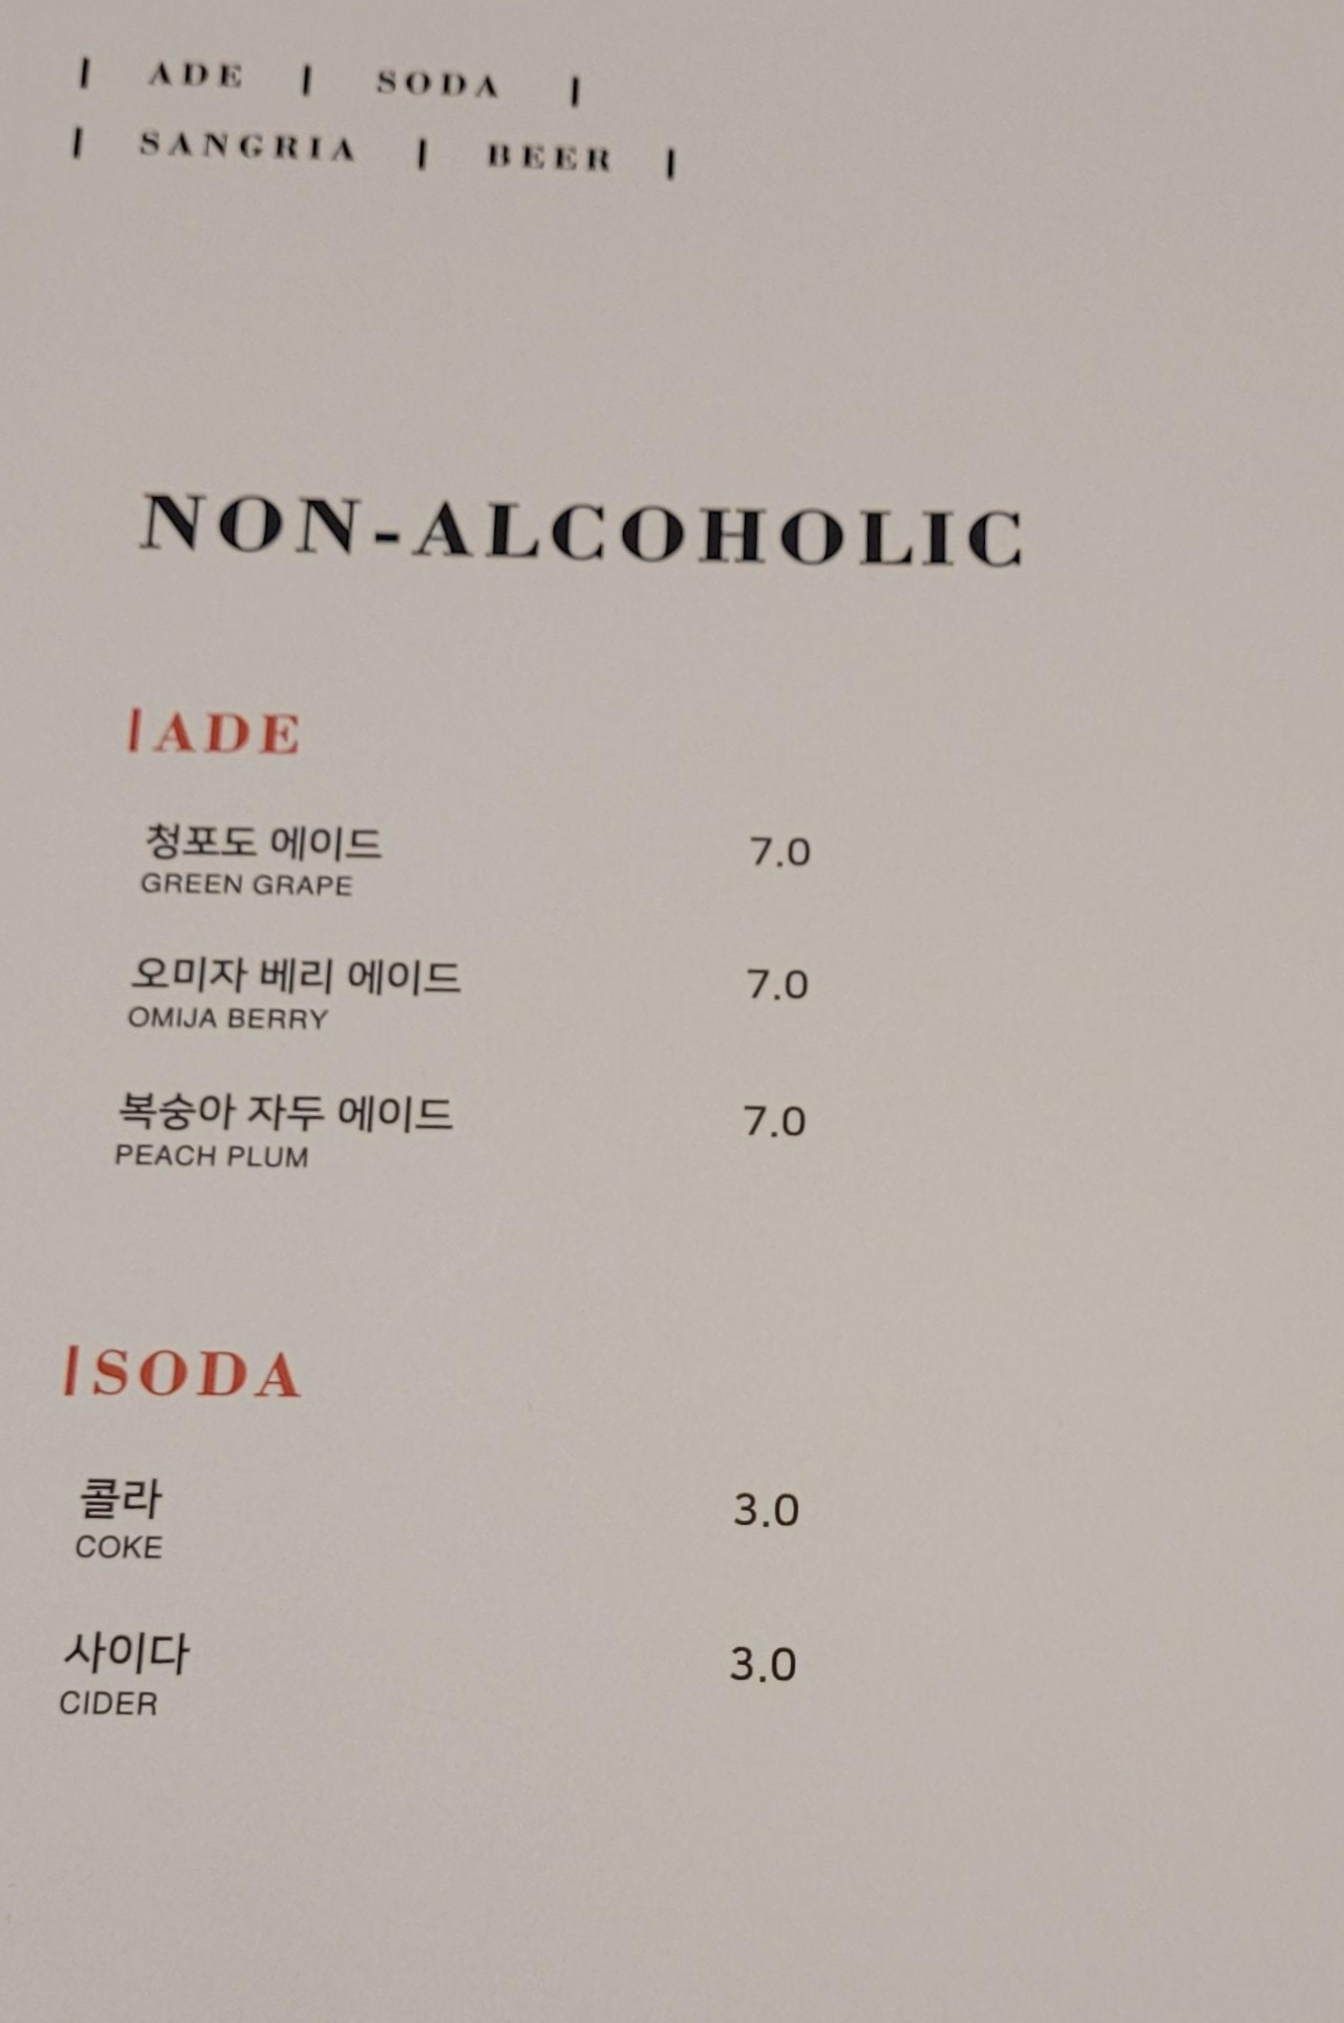 | ADE | SODA |
| SANGRIA | BEER |
NON-ALCOHOLIC
|ADE
청포도 에이드 7.0
GREEN GRAPE
오미자 베리 에이드 7.0
OMIJA BERRY
복숭아 자두 에이드 7.0
PEACH PLUM
|SODA
콜라 3.0
COKE
사이다 3.0
CIDER